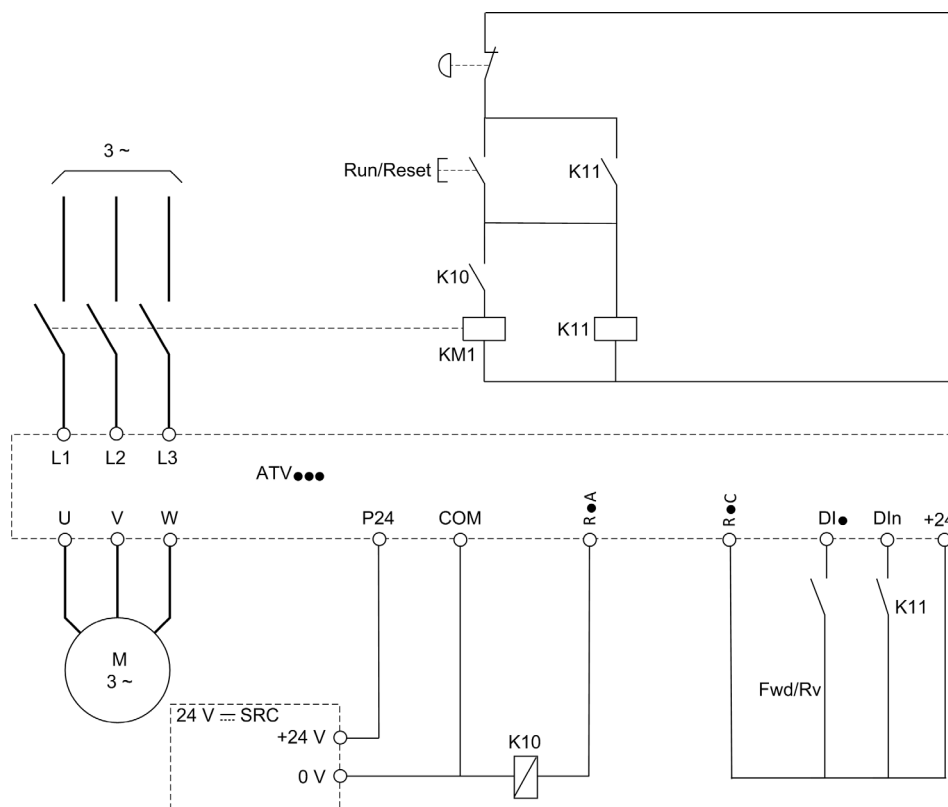 3 ~
Run/Reset
K11
K10
KM1
K11
L1 L2 L3
ATV●●●
U V W P24 COM R●A R●C DI● DIn +24
K11
M
3 ~
Fwd/Rv
24 V ⎓ SRC
+24 V
K10
0 V